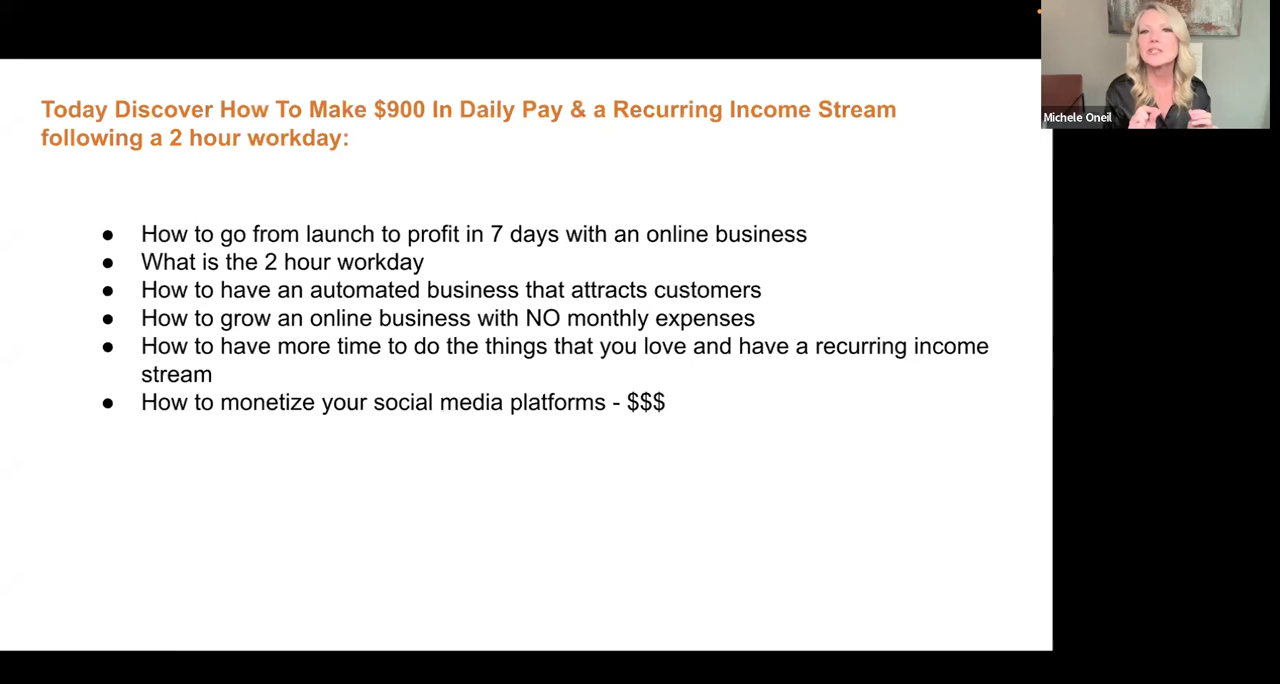 Today Discover How To Make $900 In Daily Pay & a Recurring Income Stream
following a 2 hour workday:
● How to go from launch to profit in 7 days with an online business
● What is the 2 hour workday
● How to have an automated business that attracts customers
● How to grow an online business with NO monthly expenses
● How to have more time to do the things that you love and have a recurring income
stream
● How to monetize your social media platforms - $$$
Michele Oneil